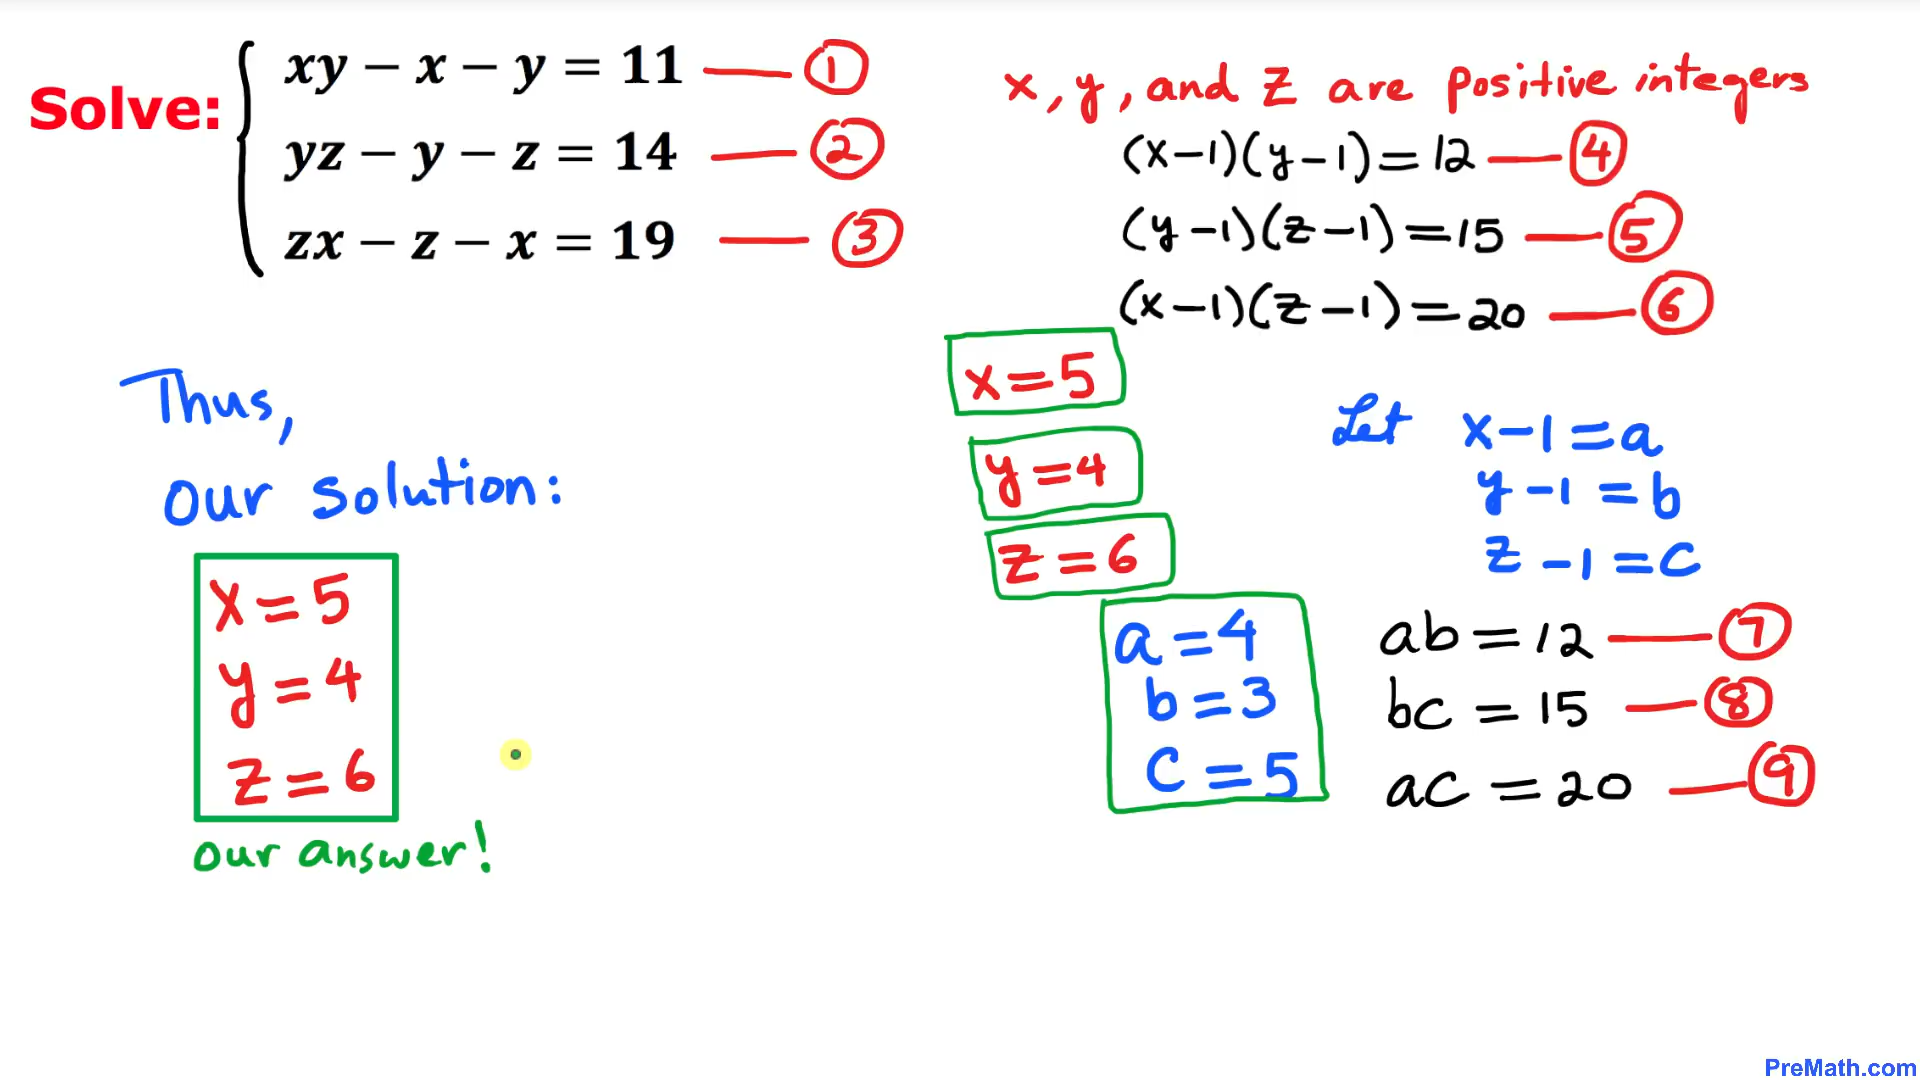 Solve:
xy − x − y = 11 ①
yz − y − z = 14 ②
zx − z − x = 19 ③
x, y, and z are positive integers
(x−1)(y−1) = 12 ④
(y−1)(z−1) = 15 ⑤
(x−1)(z−1) = 20 ⑥
Let x−1 = a
y−1 = b
z−1 = c
ab = 12 ⑦
bc = 15 ⑧
ac = 20 ⑨
a = 4
b = 3
c = 5
x = 5
y = 4
z = 6
Thus,
our solution:
x = 5
y = 4
z = 6
our answer!
PreMath.com